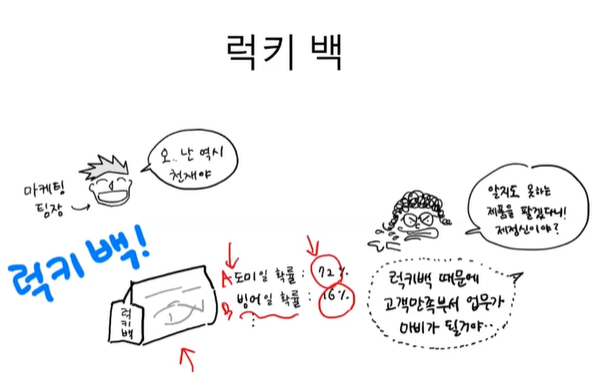 럭키 백
오.. 난 역시
천재야
마케팅
팀장
알지도 못하는
제품을 팔겠다니!
제정신이야?
럭키백!
A 도미일 확률 : 72%
B 빙어일 확률 : 16%
:
럭키백
럭키백 때문에
고객만족부서 업무가
마비가 될거야..